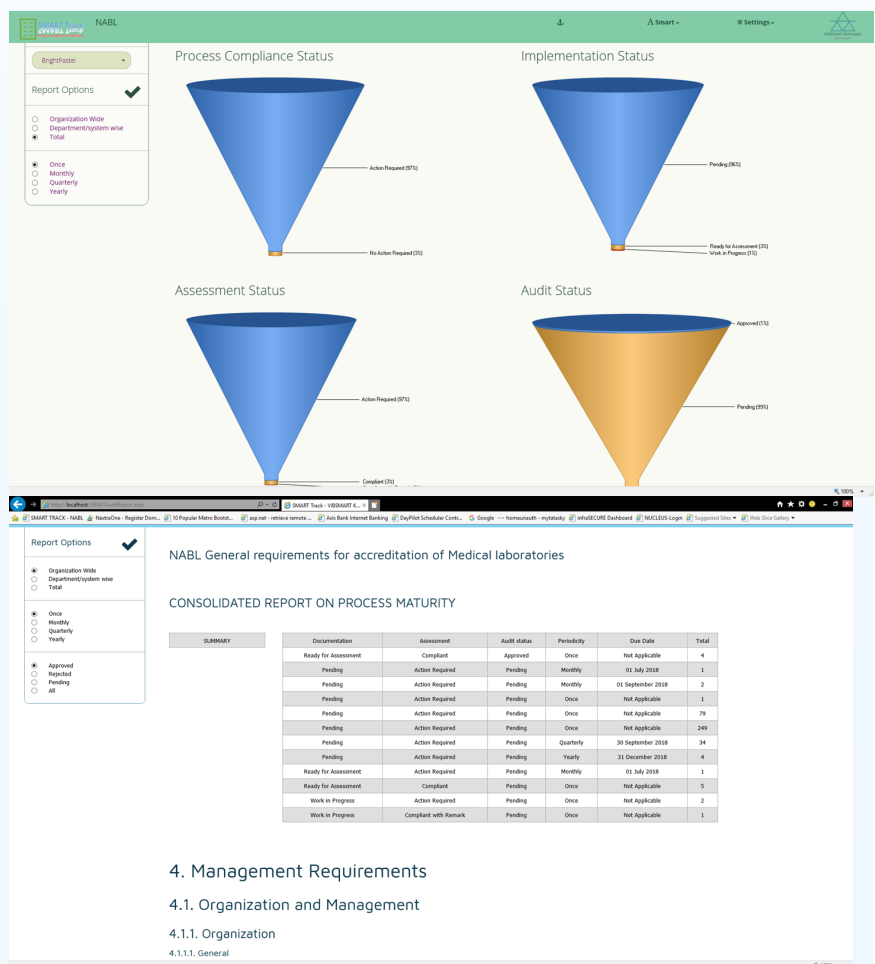 SMART Track
NABL
A Smart
Settings
VibSmart Koncepts
BrightPastel
Report Options
Organization Wide
Department/system wise
Total
Once
Monthly
Quarterly
Yearly
Process Compliance Status
Action Required (97%)
No Action Required (3%)
Implementation Status
Pending (96%)
Ready for Assessment (3%)
Work in Progress (1%)
Assessment Status
Action Required (97%)
Compliant (3%)
Audit Status
Approved (1%)
Pending (99%)
100%
SMART Track - VIBSMART K...
SMART TRACK - NABL
NextraOne - Register Dom...
10 Popular Metro Bootst...
asp.net - retrieve remote ...
Axis Bank Internet Banking
DayPilot Scheduler Contr...
Google
homeunauth - mytatasky
infraSECURE Dashboard
NUCLEUS-Login
Suggested Sites
Web Slice Gallery
Report Options
Organization Wide
Department/system wise
Total
Once
Monthly
Quarterly
Yearly
Approved
Rejected
Pending
All
NABL General requirements for accreditation of Medical laboratories
CONSOLIDATED REPORT ON PROCESS MATURITY
SUMMARY
Documentation Assessment Audit status Periodicity Due Date Total
Ready for Assessment Compliant Approved Once Not Applicable 4
Pending Action Required Pending Monthly 01 July 2018 1
Pending Action Required Pending Monthly 01 September 2018 2
Pending Action Required Pending Once Not Applicable 1
Pending Action Required Pending Once Not Applicable 79
Pending Action Required Pending Once Not Applicable 249
Pending Action Required Pending Quarterly 30 September 2018 34
Pending Action Required Pending Yearly 31 December 2018 4
Ready for Assessment Action Required Pending Monthly 01 July 2018 1
Ready for Assessment Compliant Pending Once Not Applicable 5
Work in Progress Action Required Pending Once Not Applicable 2
Work in Progress Compliant with Remark Pending Once Not Applicable 1
4. Management Requirements
4.1. Organization and Management
4.1.1. Organization
4.1.1.1. General